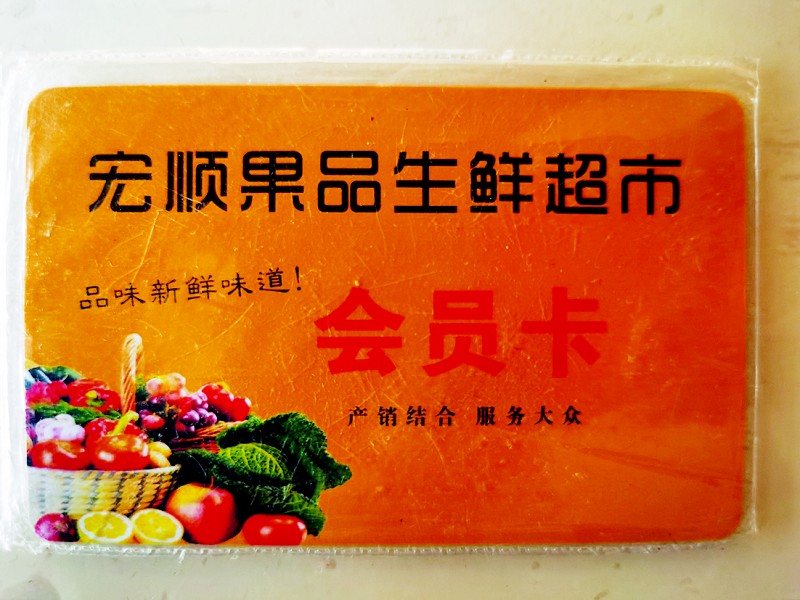 宏顺果品生鲜超市
品味新鲜味道!
会员卡
产销结合 服务大众